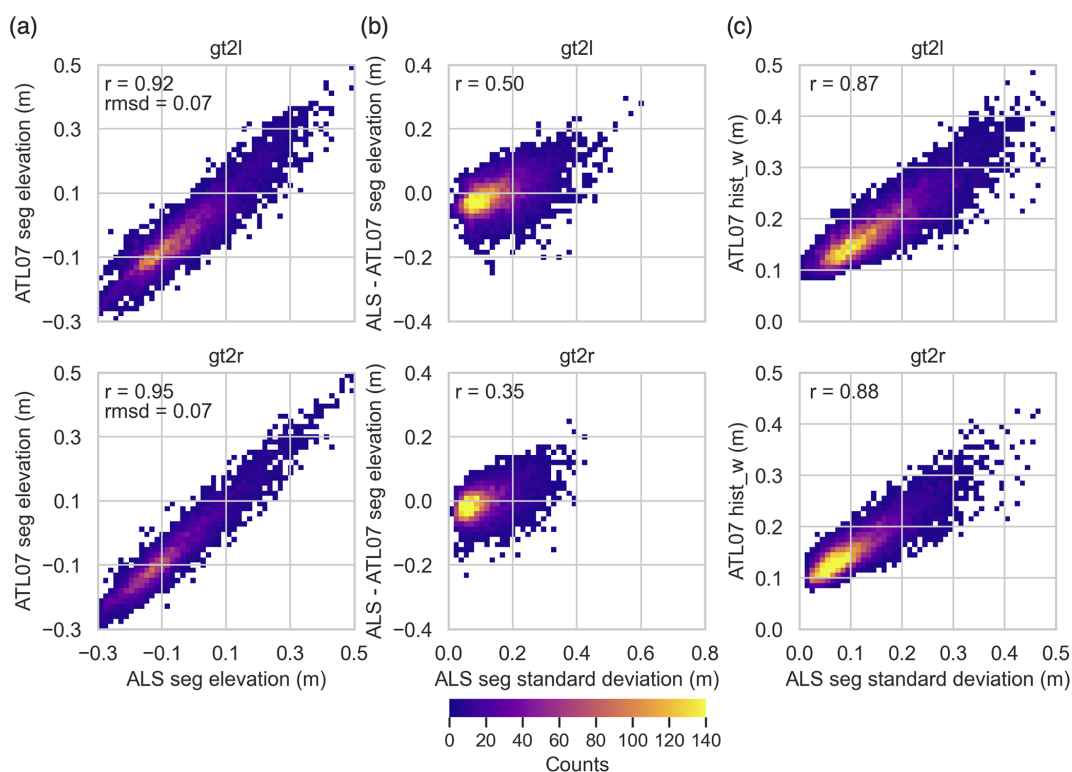 (a)
(b)
(c)
gt2l
gt2l
gt2l
ATL07 seg elevation (m)
0.5
0.3
0.1
−0.1
−0.3
r = 0.92
rmsd = 0.07
ALS - ATL07 seg elevation (m)
0.4
0.2
0.0
−0.2
−0.4
r = 0.50
ATL07 hist_w (m)
0.5
0.4
0.3
0.2
0.1
0.0
r = 0.87
gt2r
gt2r
gt2r
ATL07 seg elevation (m)
0.5
0.3
0.1
−0.1
−0.3
r = 0.95
rmsd = 0.07
−0.3 −0.1 0.1 0.3 0.5
ALS seg elevation (m)
ALS - ATL07 seg elevation (m)
0.4
0.2
0.0
−0.2
−0.4
r = 0.35
0.0 0.2 0.4 0.6 0.8
ALS seg standard deviation (m)
ATL07 hist_w (m)
0.5
0.4
0.3
0.2
0.1
0.0
r = 0.88
0.0 0.1 0.2 0.3 0.4 0.5
ALS seg standard deviation (m)
0 20 40 60 80 100 120 140
Counts